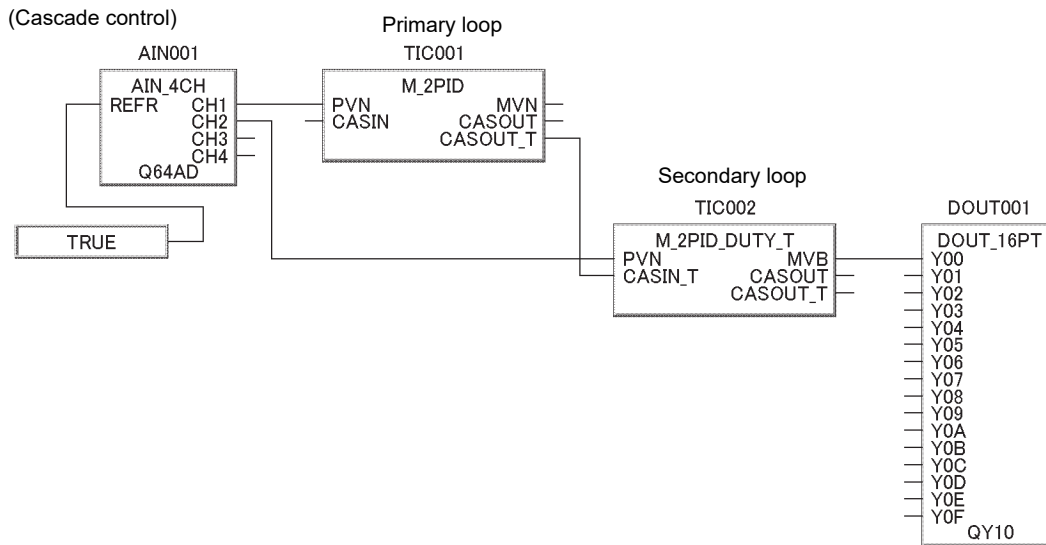 (Cascade control)
Primary loop
AIN001
TIC001
AIN_4CH
REFR CH1
CH2
CH3
CH4
Q64AD
M_2PID
PVN MVN
CASIN CASOUT
CASOUT_T
TRUE
Secondary loop
TIC002
M_2PID_DUTY_T
PVN MVB
CASIN_T CASOUT
CASOUT_T
DOUT001
DOUT_16PT
Y00
Y01
Y02
Y03
Y04
Y05
Y06
Y07
Y08
Y09
Y0A
Y0B
Y0C
Y0D
Y0E
Y0F
QY10